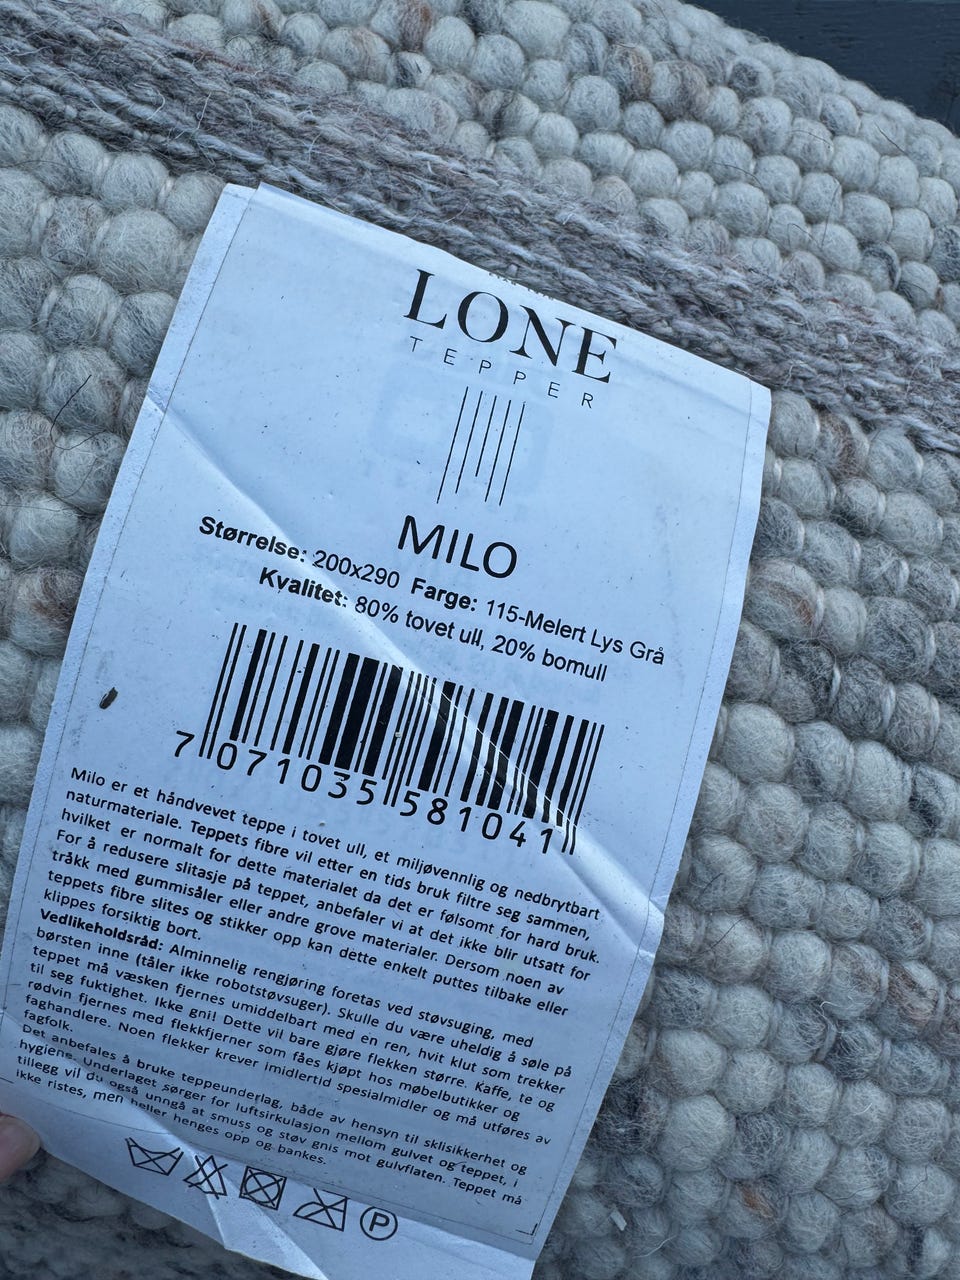 LONE
TEPPER
MILO
Størrelse: 200x290 Farge: 115-Melert Lys Grå
Kvalitet: 80% tovet ull, 20% bomull
7 071035 581041
Milo er et håndvevet teppe i tovet ull, et miljøvennlig og nedbrytbart
naturmateriale. Teppets fibre vil etter en tids bruk filtre seg sammen,
hvilket er normalt for dette materialet da det er følsomt for hard bruk.
For å redusere slitasje på teppet, anbefaler vi at det ikke blir utsatt for
tråkk med gummisåler eller andre grove materialer. Dersom noen av
teppets fibre slites og stikker opp kan dette enkelt puttes tilbake eller
klippes forsiktig bort.
Vedlikeholdsråd: Alminnelig rengjøring foretas ved støvsuging, med
børsten inne (tåler ikke robotstøvsuger). Skulle du være uheldig å søle på
teppet må væsken fjernes umiddelbart med en ren, hvit klut som trekker
til seg fuktighet. Ikke gni! Dette vil bare gjøre flekken større. Kaffe, te og
rødvin fjernes med flekkfjerner som fåes kjøpt hos møbelbutikker og
faghandlere. Noen flekker krever imidlertid spesialmidler og må utføres av
fagfolk.
Det anbefales å bruke teppeunderlag, både av hensyn til sklisikkerhet og
hygiene. Underlaget sørger for luftsirkulasjon mellom gulvet og teppet, i
tillegg vil du også unngå at smuss og støv gnis mot gulvflaten. Teppet må
ikke ristes, men heller henges opp og bankes.
P